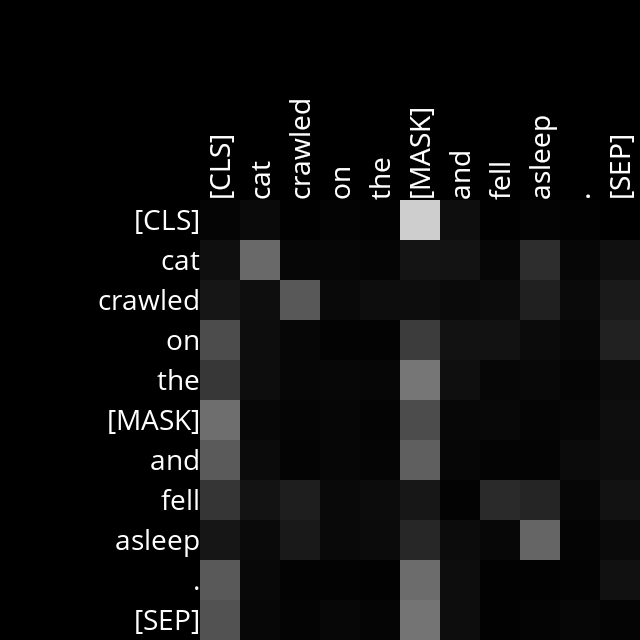 [CLS] cat crawled on the [MASK] and fell asleep . [SEP]
[CLS]
cat
crawled
on
the
[MASK]
and
fell
asleep
.
[SEP]